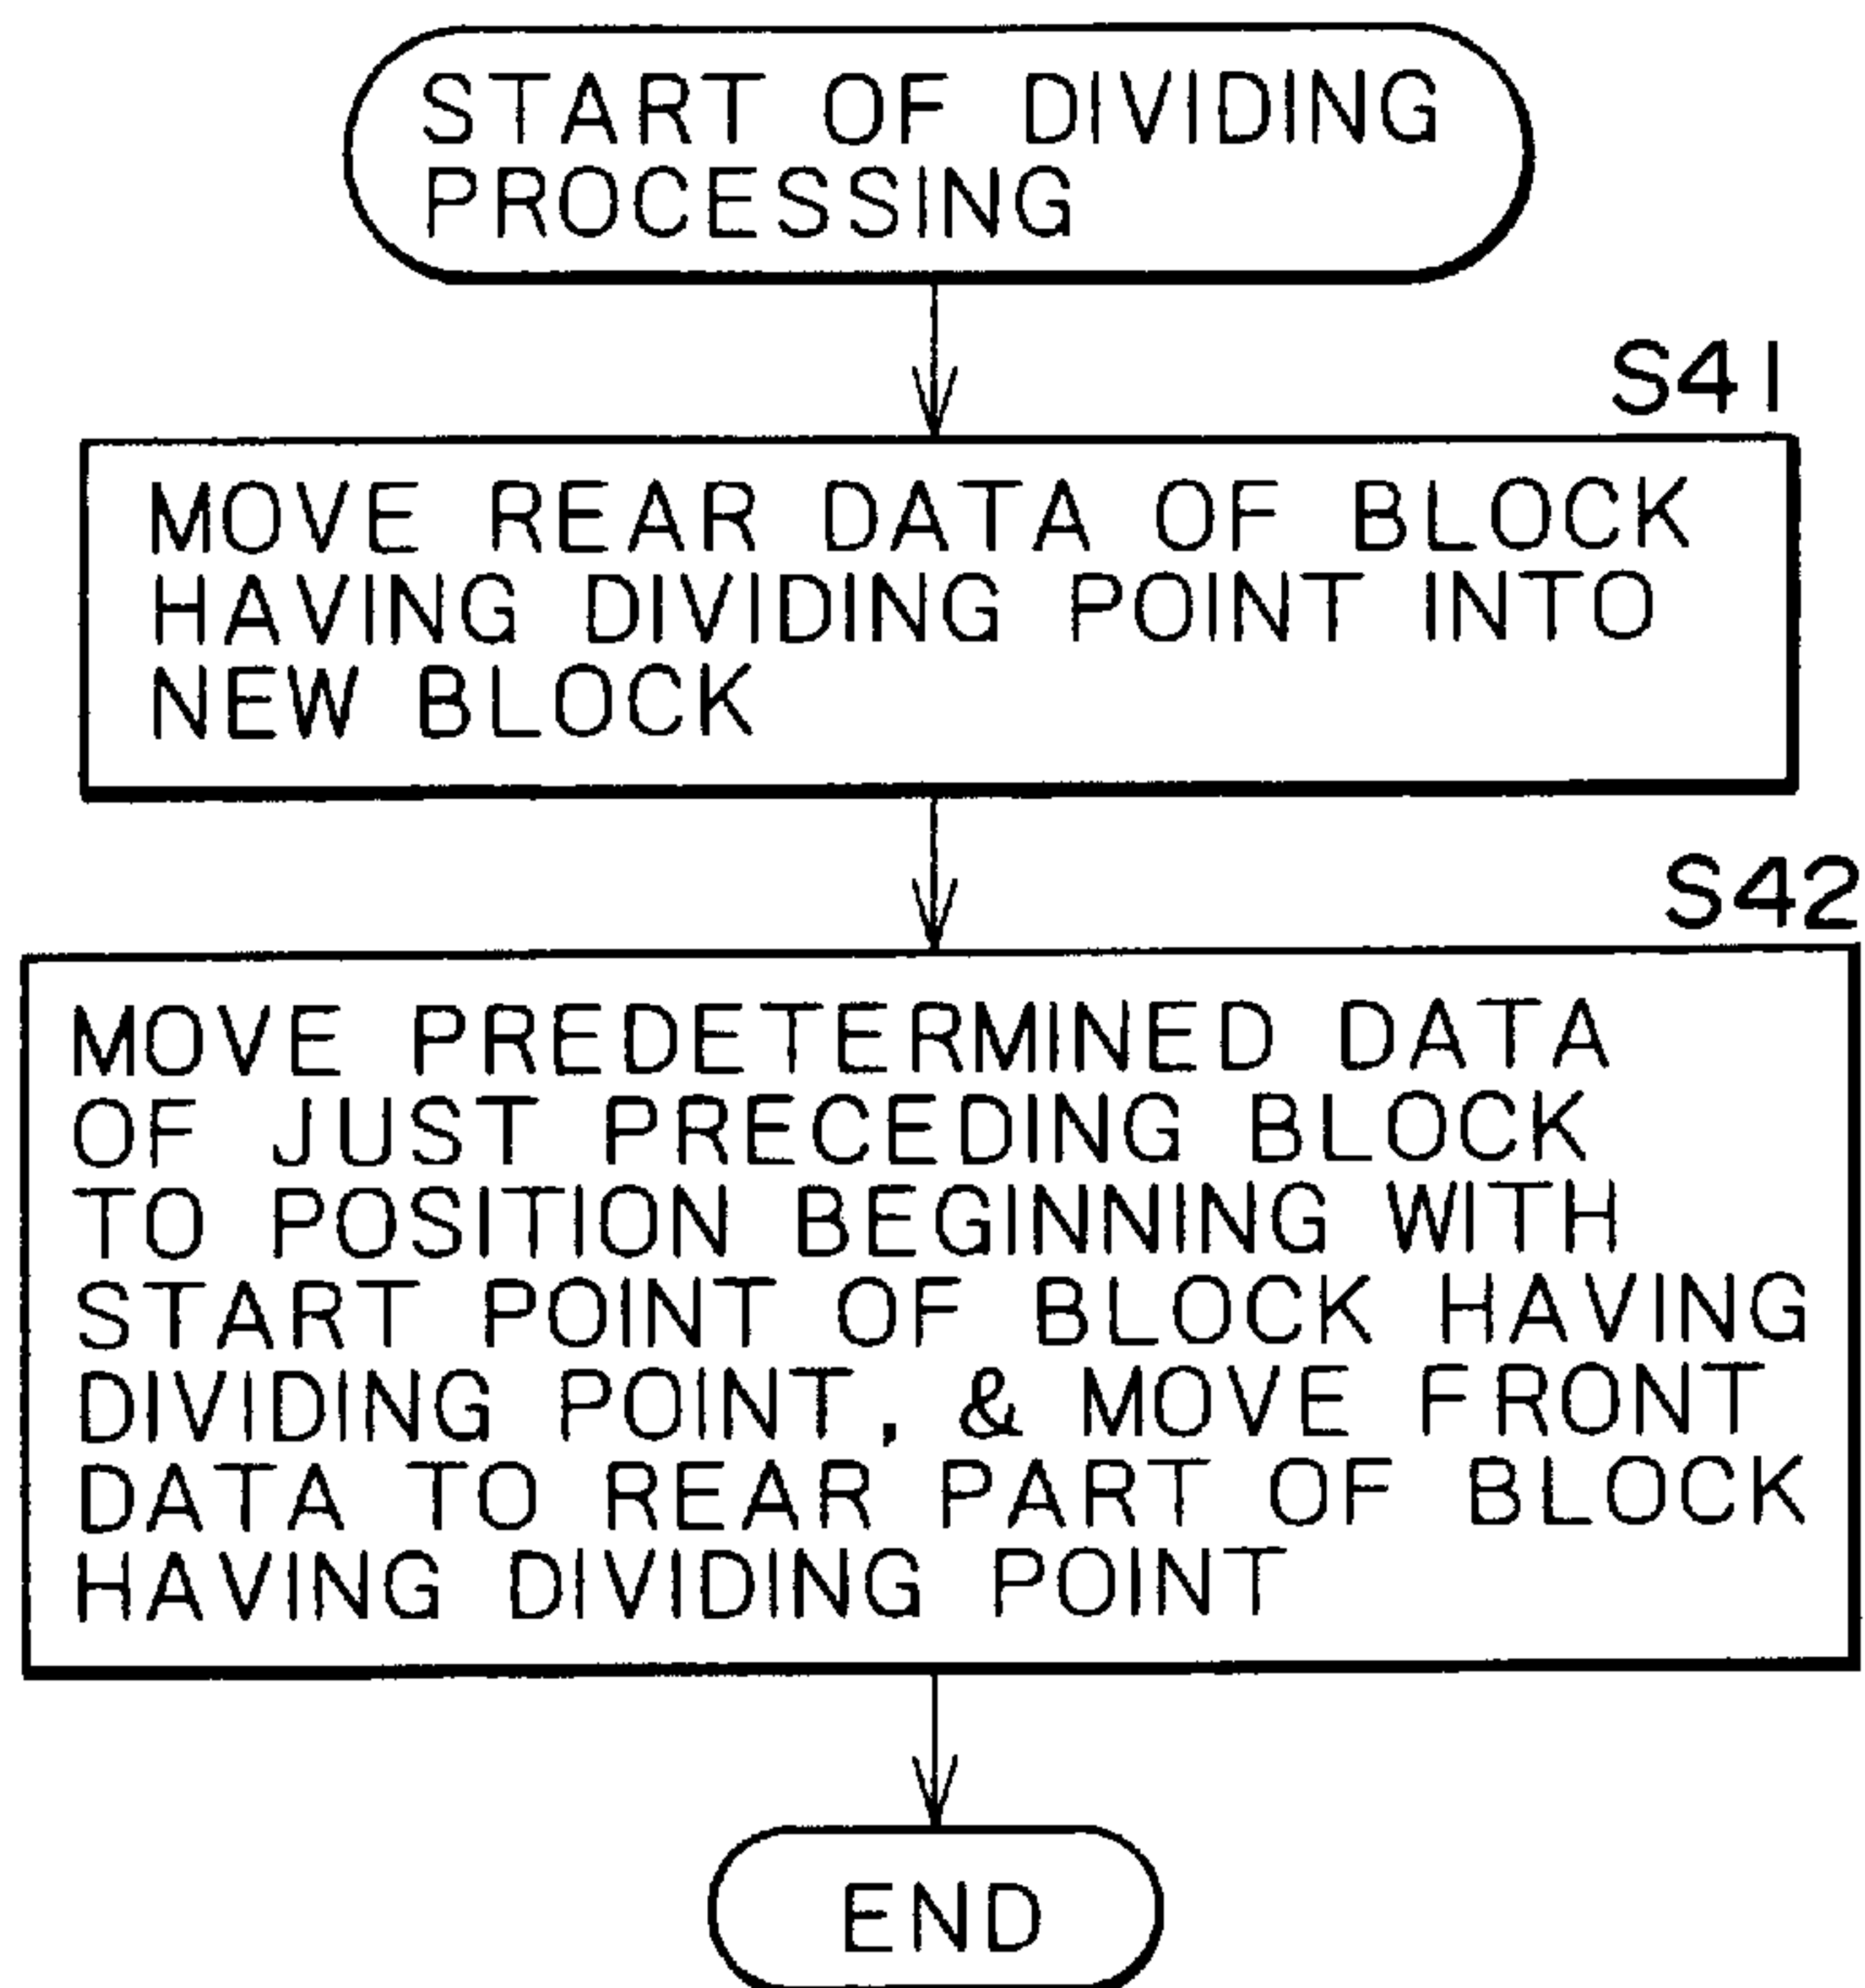 START OF DIVIDING
PROCESSING
S41
MOVE REAR DATA OF BLOCK
HAVING DIVIDING POINT INTO
NEW BLOCK
S42
MOVE PREDETERMINED DATA
OF JUST PRECEDING BLOCK
TO POSITION BEGINNING WITH
START POINT OF BLOCK HAVING
DIVIDING POINT, & MOVE FRONT
DATA TO REAR PART OF BLOCK
HAVING DIVIDING POINT
END